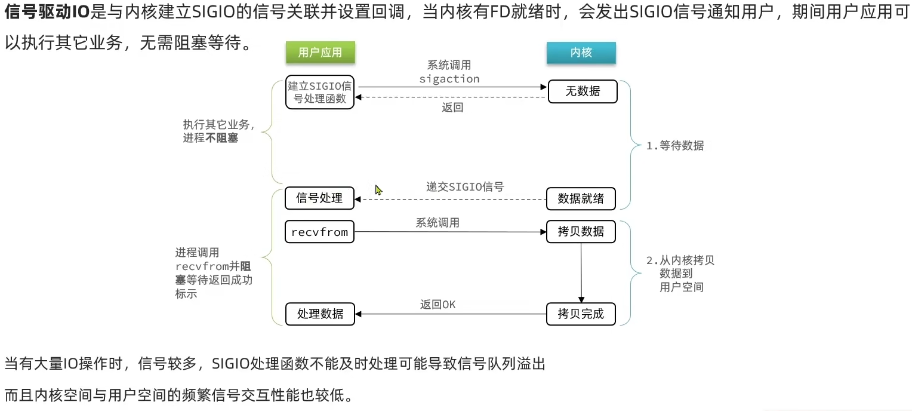 信号驱动IO是与内核建立SIGIO的信号关联并设置回调，当内核有FD就绪时，会发出SIGIO信号通知用户，期间用户应用可
以执行其它业务，无需阻塞等待。
用户应用
内核
建立SIGIO信
号处理函数
系统调用
sigaction
无数据
返回
执行其它业务，
进程不阻塞
1.等待数据
信号处理
递交SIGIO信号
数据就绪
recvfrom
系统调用
拷贝数据
进程调用
recvfrom并阻
塞等待返回成功
标示
2.从内核拷贝
数据到
用户空间
处理数据
返回OK
拷贝完成
当有大量IO操作时，信号较多，SIGIO处理函数不能及时处理可能导致信号队列溢出
而且内核空间与用户空间的频繁信号交互性能也较低。